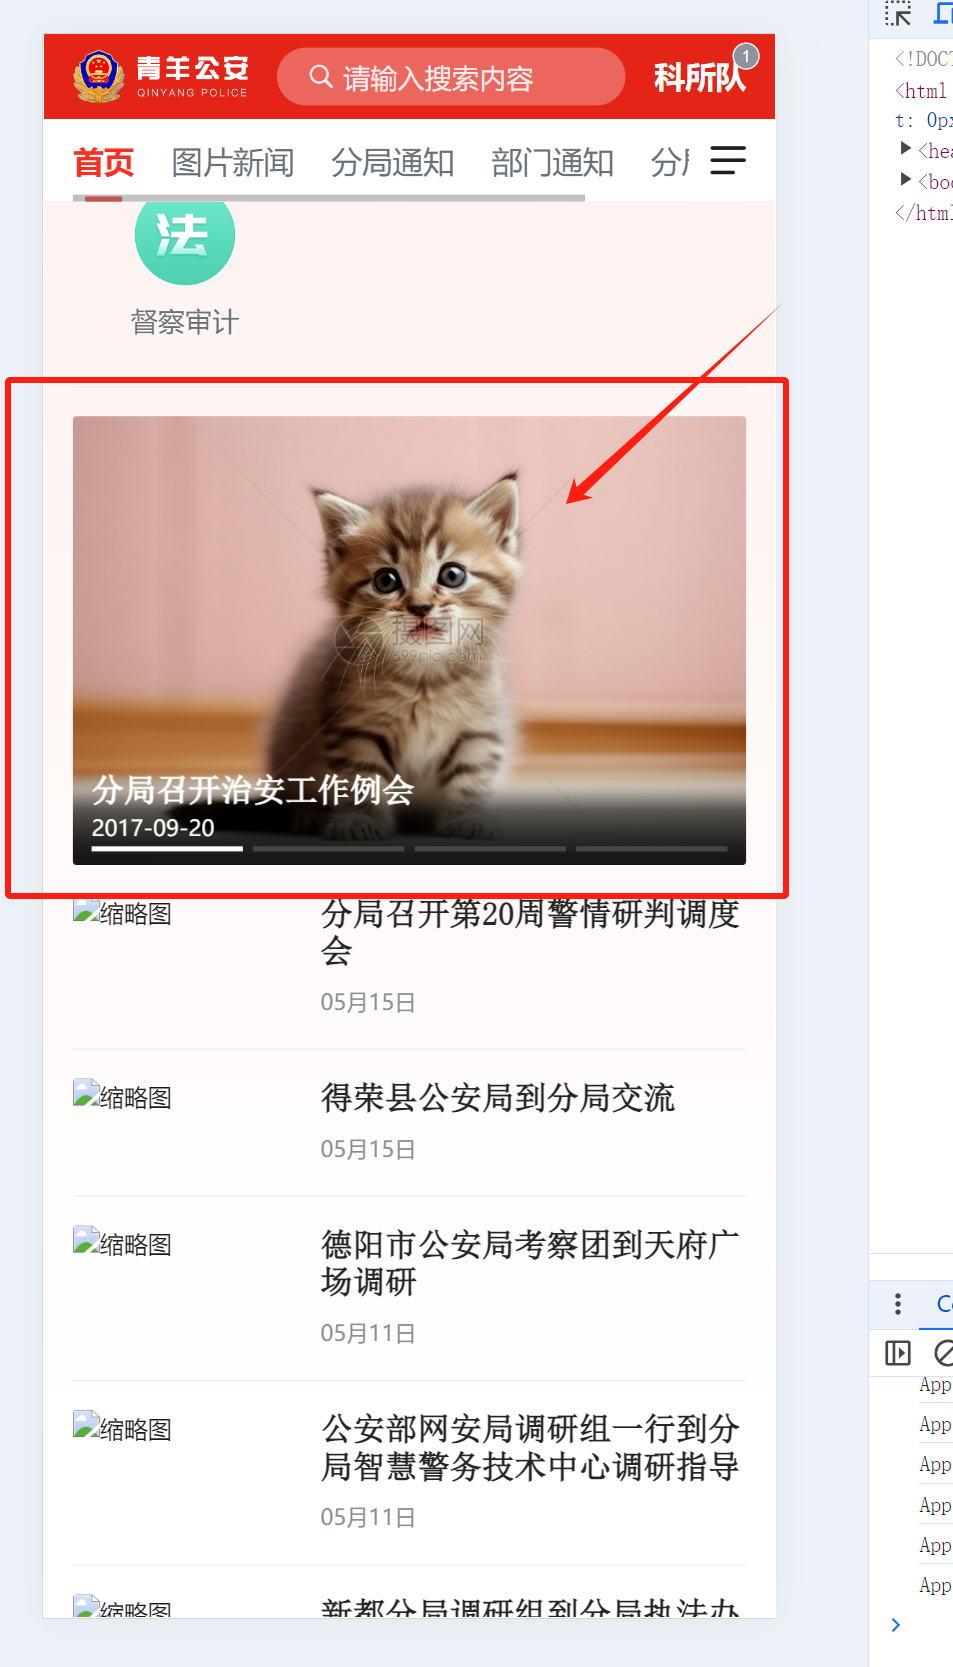 青羊公安
QINYANG POLICE
请输入搜索内容
科所队
1
首页
图片新闻
分局通知
部门通知
法
督察审计
摄图网
699pic.com
分局召开治安工作例会
2017-09-20
缩略图
分局召开第20周警情研判调度
会
05月15日
缩略图
得荣县公安局到分局交流
05月15日
缩略图
德阳市公安局考察团到天府广
场调研
05月11日
缩略图
公安部网安局调研组一行到分
局智慧警务技术中心调研指导
05月11日
缩略图
新都分局调研组到分局执法办
<!DOCT
<html
t: 0px
<hea
<bod
</html
App
App
App
App
App
App